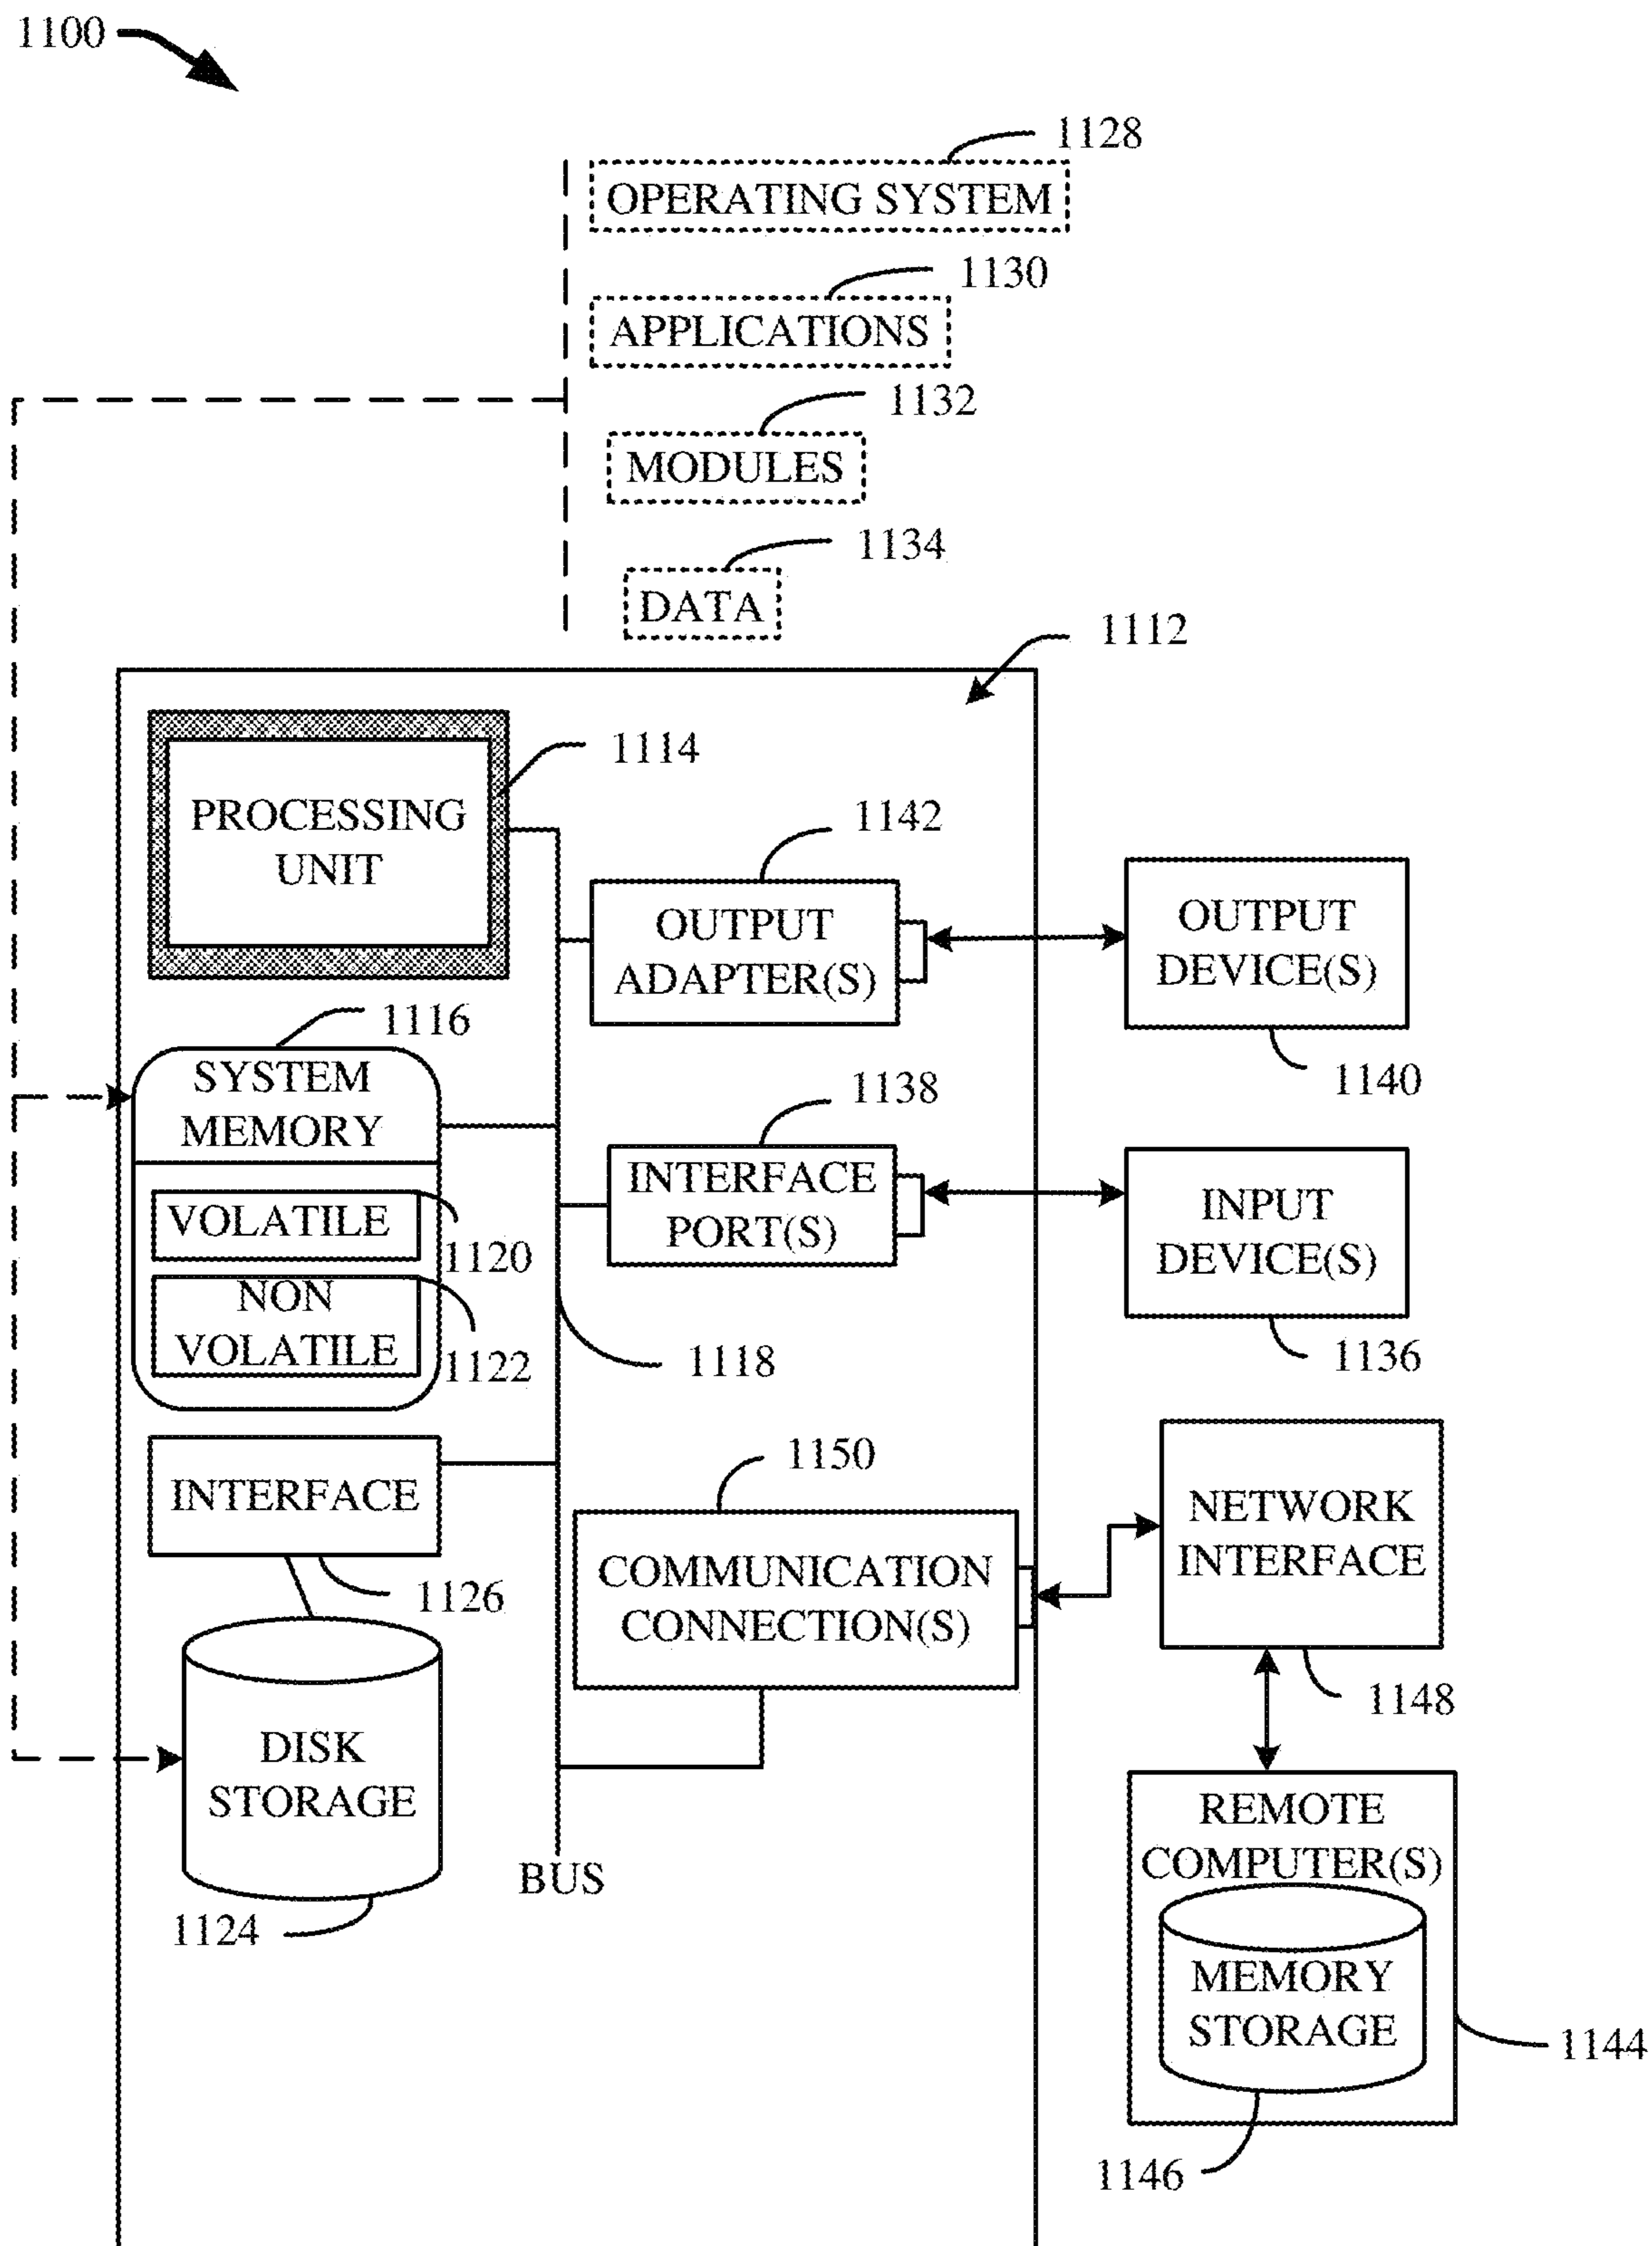 1100
1128
OPERATING SYSTEM
1130
APPLICATIONS
1132
MODULES
1134
DATA
1112
PROCESSING
UNIT
1114
1142
OUTPUT
ADAPTER(S)
OUTPUT
DEVICE(S)
1140
1116
SYSTEM
MEMORY
VOLATILE
1120
NON
VOLATILE
1122
1138
INTERFACE
PORT(S)
INPUT
DEVICE(S)
1136
1118
INTERFACE
1126
1150
COMMUNICATION
CONNECTION(S)
NETWORK
INTERFACE
1148
DISK
STORAGE
1124
BUS
REMOTE
COMPUTER(S)
MEMORY
STORAGE
1144
1146